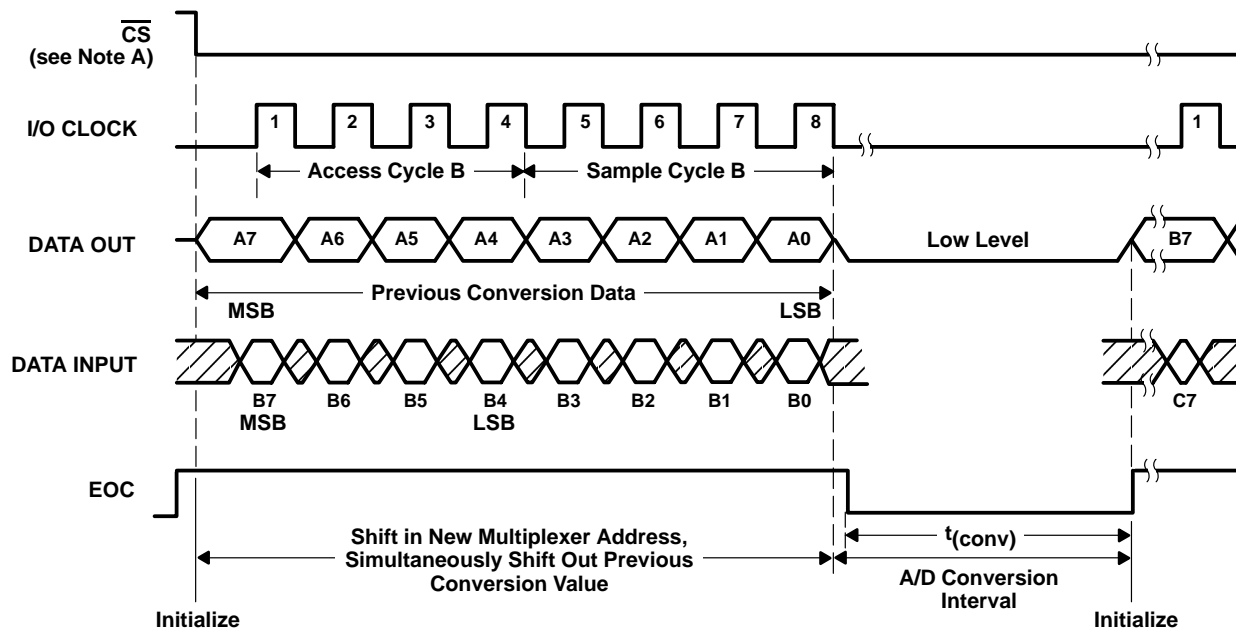 CS
(see Note A)
I/O CLOCK
1 2 3 4 5 6 7 8 1
Access Cycle B Sample Cycle B
DATA OUT
A7 A6 A5 A4 A3 A2 A1 A0 Low Level B7
Previous Conversion Data
MSB LSB
DATA INPUT
B7 B6 B5 B4 B3 B2 B1 B0 C7
MSB LSB
EOC
Shift in New Multiplexer Address,
Simultaneously Shift Out Previous
Conversion Value
t(conv)
A/D Conversion
Interval
Initialize Initialize